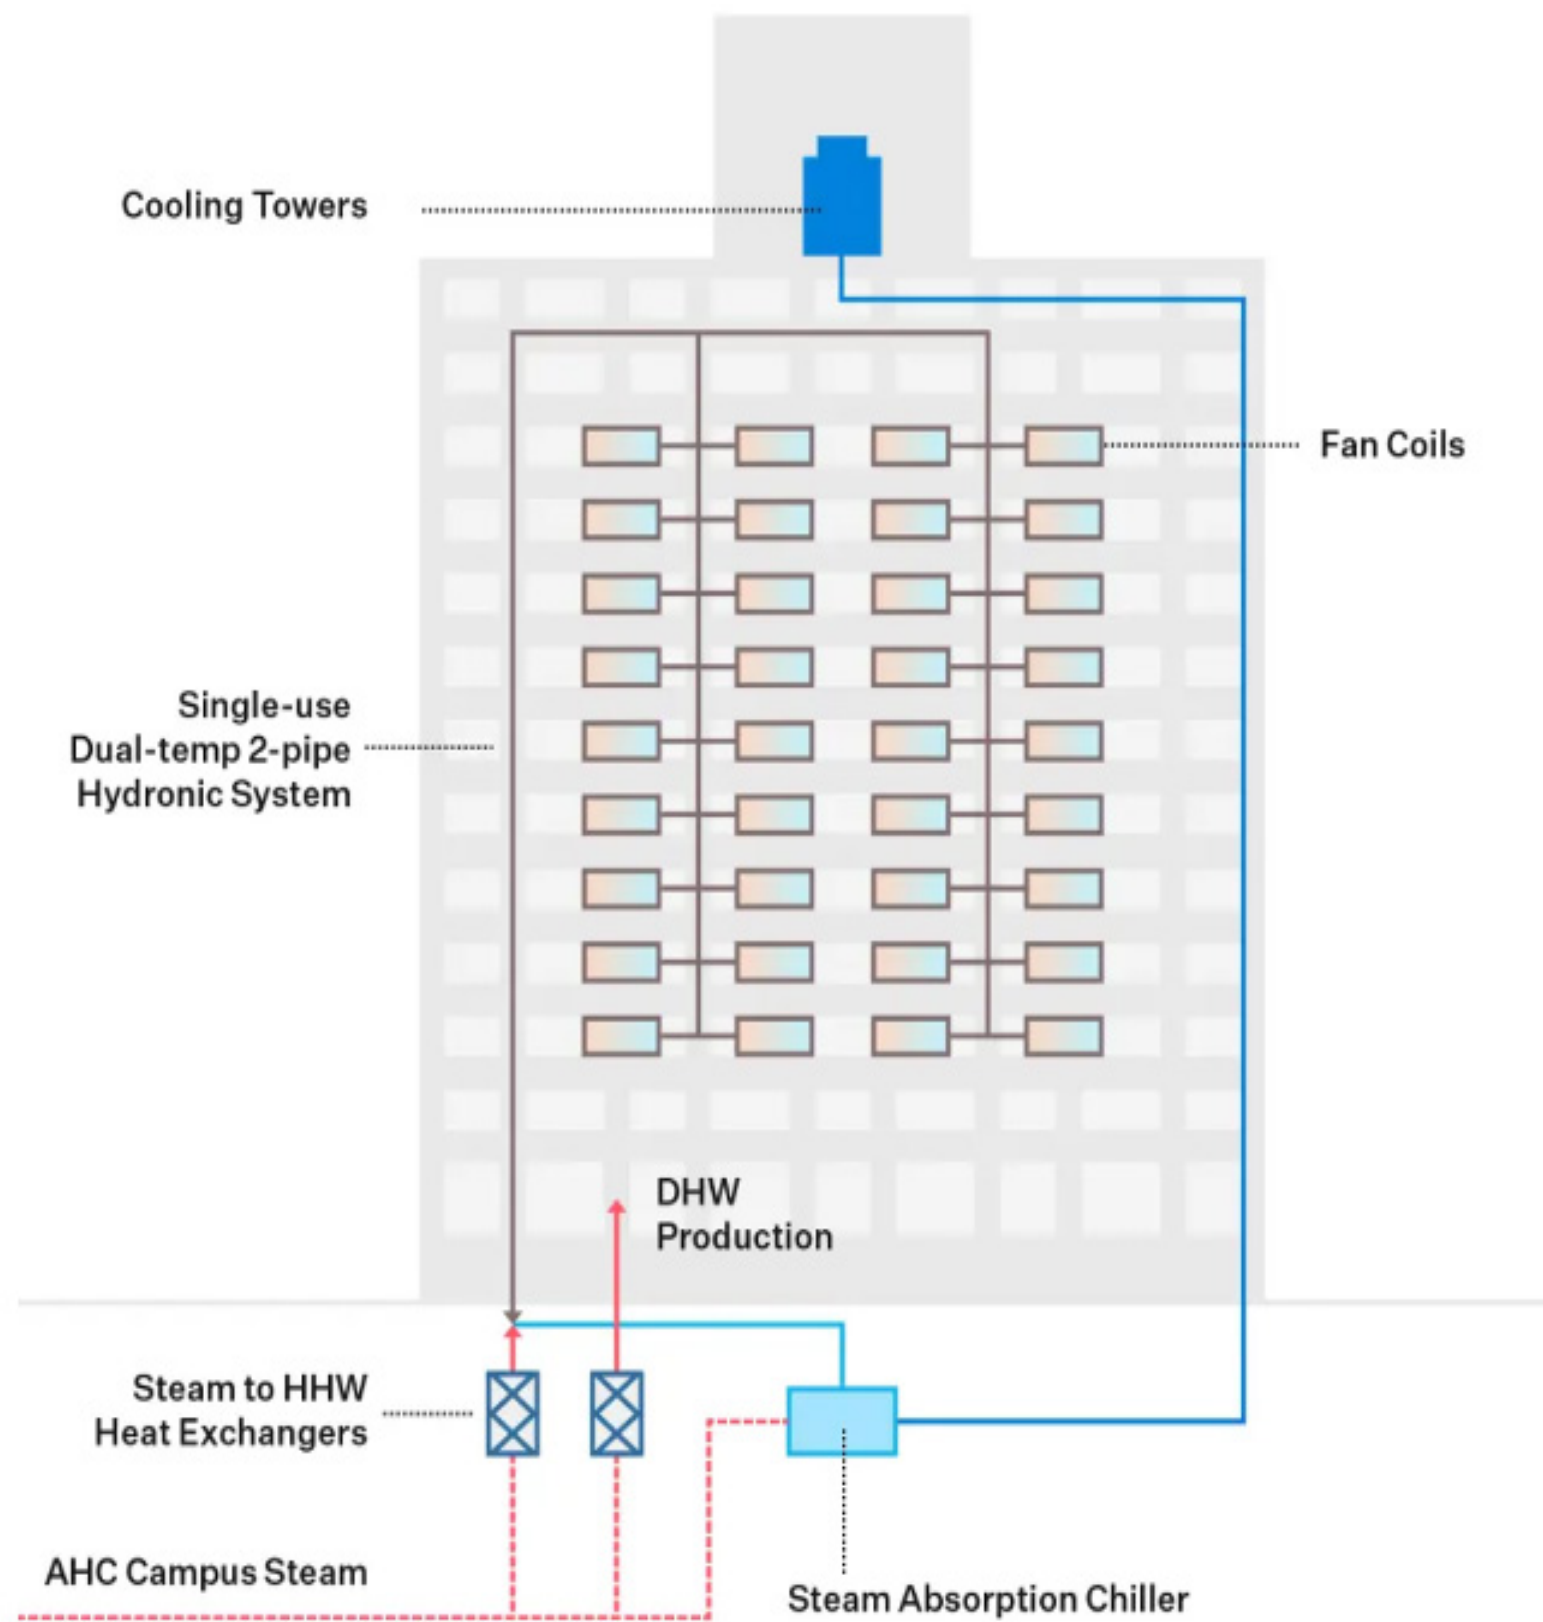 Cooling Towers
Fan Coils
Single-use
Dual-temp 2-pipe
Hydronic System
DHW
Production
Steam to HHW
Heat Exchangers
AHC Campus Steam
Steam Absorption Chiller